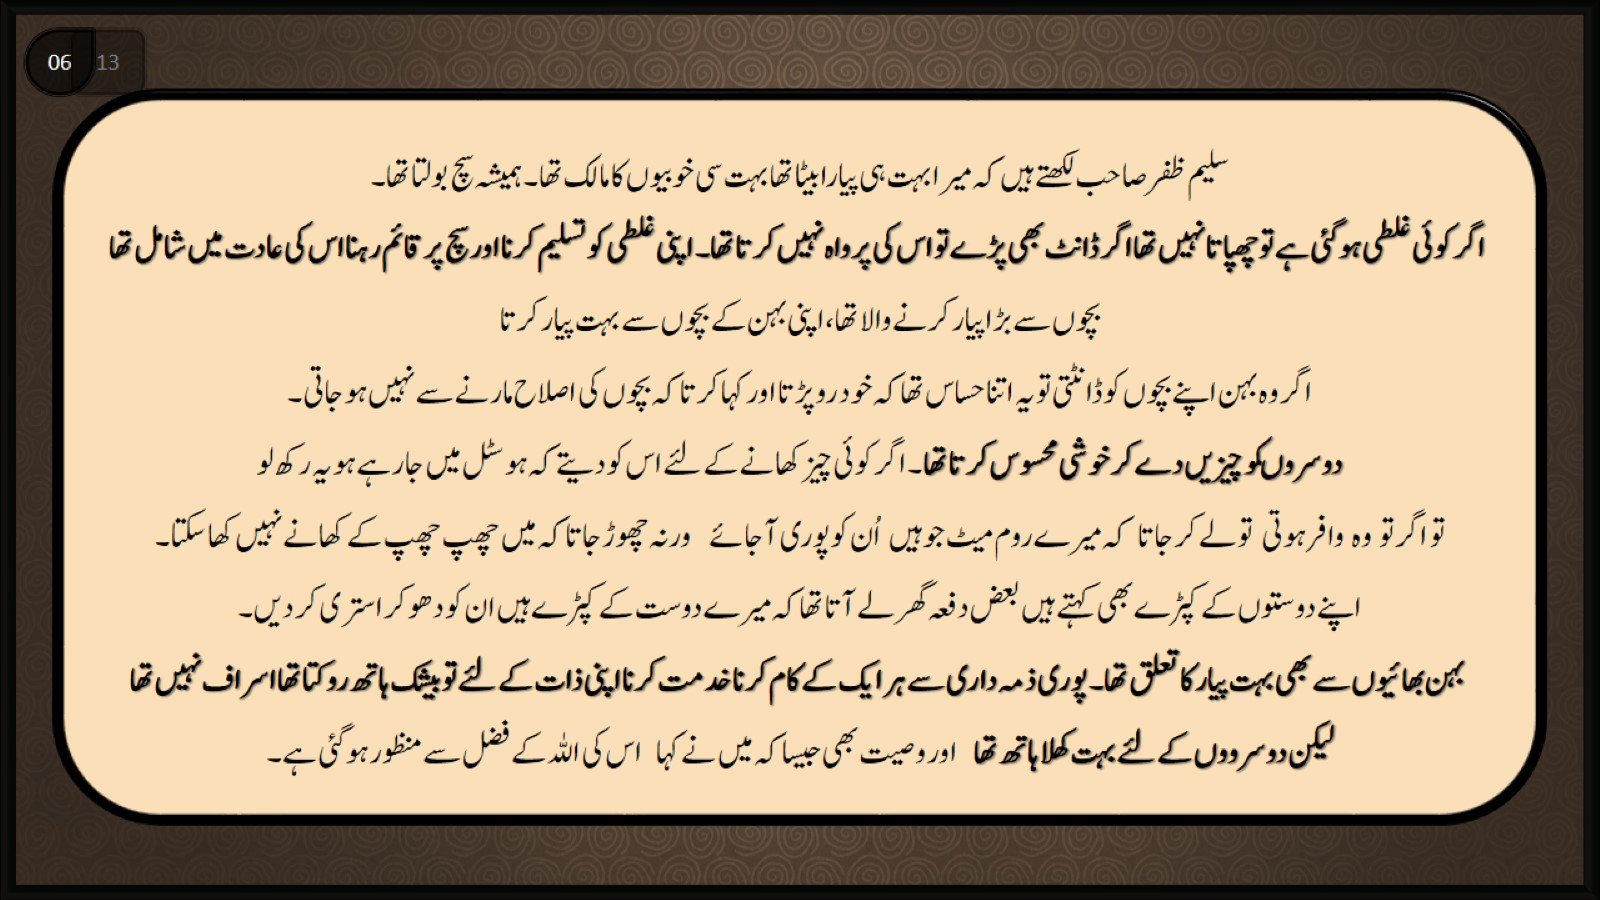 06 13
سلیم ظفر صاحب لکھتے ہیں کہ میرا بہت ہی پیارا بیٹا تھا بہت سی خوبیوں کا مالک تھا۔ ہمیشہ سچ بولتا تھا۔
اگر کوئی غلطی ہو گئی ہے تو چھپاتا نہیں تھا اگر ڈانٹ بھی پڑے تو اس کی پرواہ نہیں کرتا تھا۔ اپنی غلطی کو تسلیم کرنا اور سچ پر قائم رہنا اس کی عادت میں شامل تھا
بچوں سے بڑا پیار کرنے والا تھا، اپنی بہن کے بچوں سے بہت پیار کرتا
اگر وہ بہن اپنے بچوں کو ڈانٹتی تو یہ اتنا حساس تھا کہ خود رو پڑتا اور کہا کرتا کہ بچوں کی اصلاح مارنے سے نہیں ہو جاتی۔
دوسروں کو چیزیں دے کر خوشی محسوس کرتا تھا۔ اگر کوئی چیز کھانے کے لئے اس کو دیتے کہ ہوسٹل میں جا رہے ہو یہ رکھ لو
تو اگر تو وہ وافر ہوتی تو لے کر جاتا کہ میرے روم میٹ جو ہیں اُن کو پوری آ جائے ورنہ چھوڑ جاتا کہ میں چھپ چھپ کے کھانے نہیں کھا سکتا۔
اپنے دوستوں کے کپڑے بھی کہتے ہیں بعض دفعہ گھر لے آتا تھا کہ میرے دوست کے کپڑے ہیں ان کو دھو کر استری کر دیں۔
بہن بھائیوں سے بھی بہت پیار کا تعلق تھا۔ پوری ذمہ داری سے ہر ایک کے کام کرنا خدمت کرنا اپنی ذات کے لئے تو بیشک ہاتھ روکتا تھا اسراف نہیں تھا
لیکن دوسرووں کے لئے بہت کھلا ہاتھ تھا اور وصیت بھی جیسا کہ میں نے کہا اس کی اللہ کے فضل سے منظور ہو گئی ہے۔